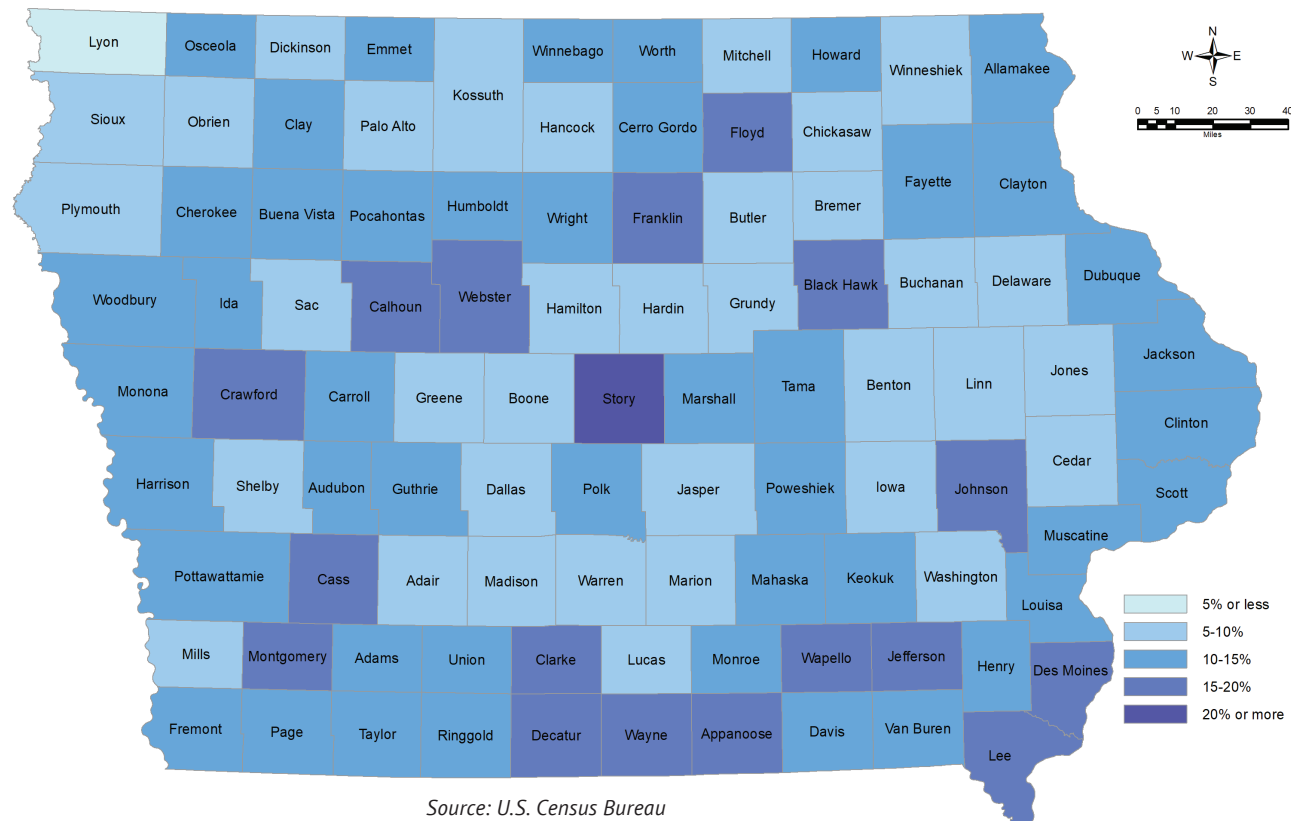 Lyon
Osceola
Dickinson
Emmet
Winnebago
Worth
Mitchell
Howard
Winneshiek
Allamakee
N
W
E
S
Kossuth
0 5 10 20 30 40
Miles
Sioux
Obrien
Clay
Palo Alto
Hancock
Cerro Gordo
Floyd
Chickasaw
Plymouth
Cherokee
Buena Vista
Pocahontas
Humboldt
Wright
Franklin
Butler
Bremer
Fayette
Clayton
Woodbury
Ida
Sac
Calhoun
Webster
Hamilton
Hardin
Grundy
Black Hawk
Buchanan
Delaware
Dubuque
Monona
Crawford
Carroll
Greene
Boone
Story
Marshall
Tama
Benton
Linn
Jones
Jackson
Clinton
Harrison
Shelby
Audubon
Guthrie
Dallas
Polk
Jasper
Poweshiek
Iowa
Johnson
Cedar
Scott
Muscatine
Pottawattamie
Cass
Adair
Madison
Warren
Marion
Mahaska
Keokuk
Washington
Louisa
Mills
Montgomery
Adams
Union
Clarke
Lucas
Monroe
Wapello
Jefferson
Henry
Des Moines
Fremont
Page
Taylor
Ringgold
Decatur
Wayne
Appanoose
Davis
Van Buren
Lee
5% or less
5-10%
10-15%
15-20%
20% or more
Source: U.S. Census Bureau